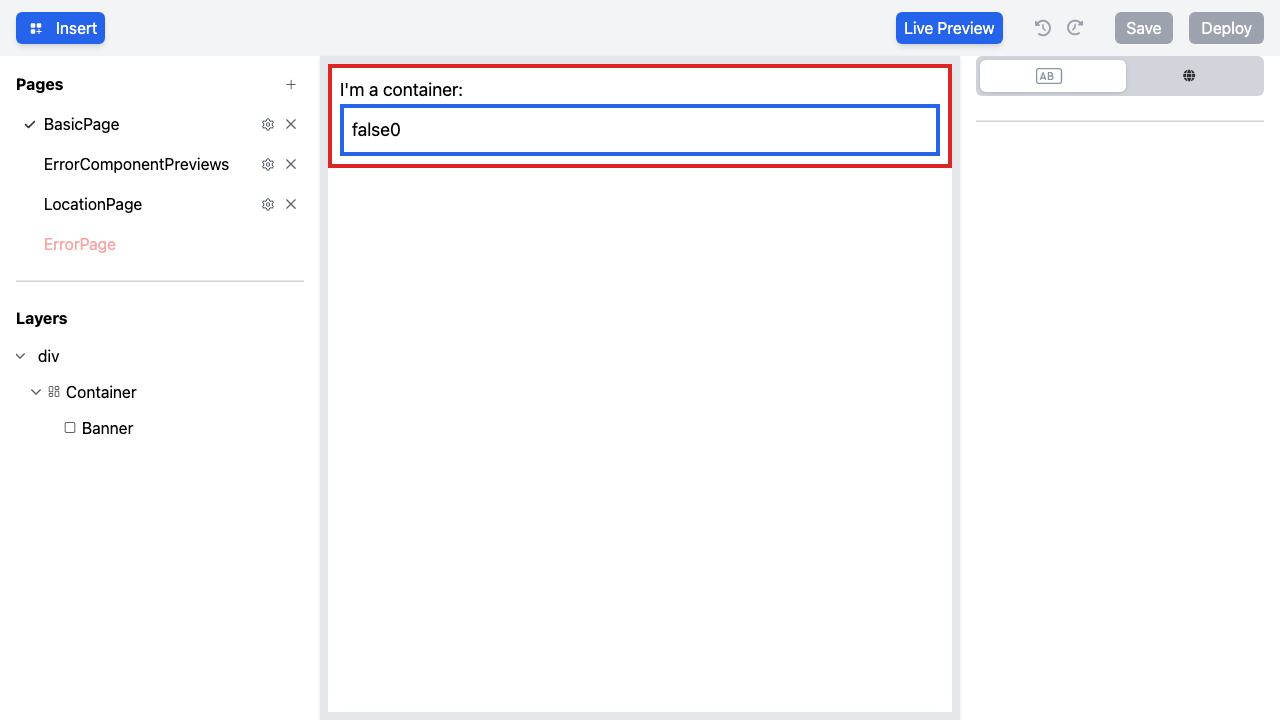 Insert
Live Preview
Save
Deploy
Pages
BasicPage
ErrorComponentPreviews
LocationPage
ErrorPage
Layers
div
Container
Banner
I'm a container:
false0
AB